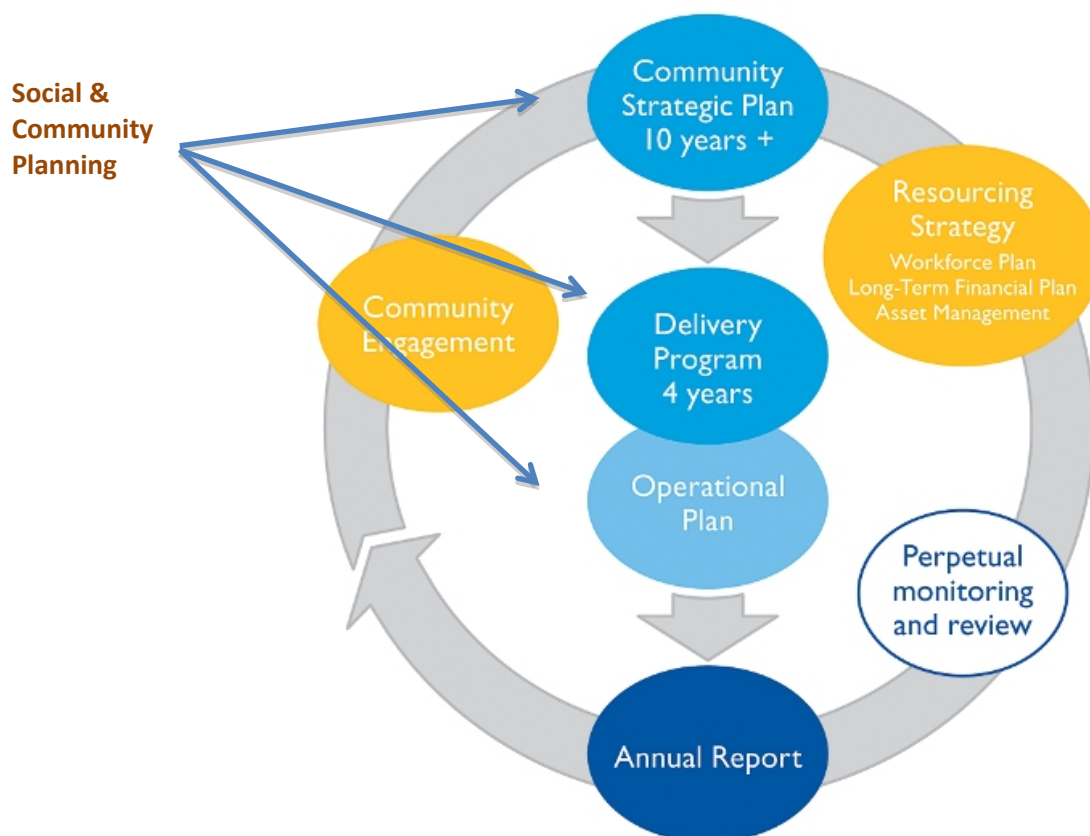 Social &
Community
Planning
Community
Strategic Plan
10 years +
Resourcing
Strategy
Workforce Plan
Long-Term Financial Plan
Asset Management
Community
Engagement
Delivery
Program
4 years
Operational
Plan
Perpetual
monitoring
and review
Annual Report